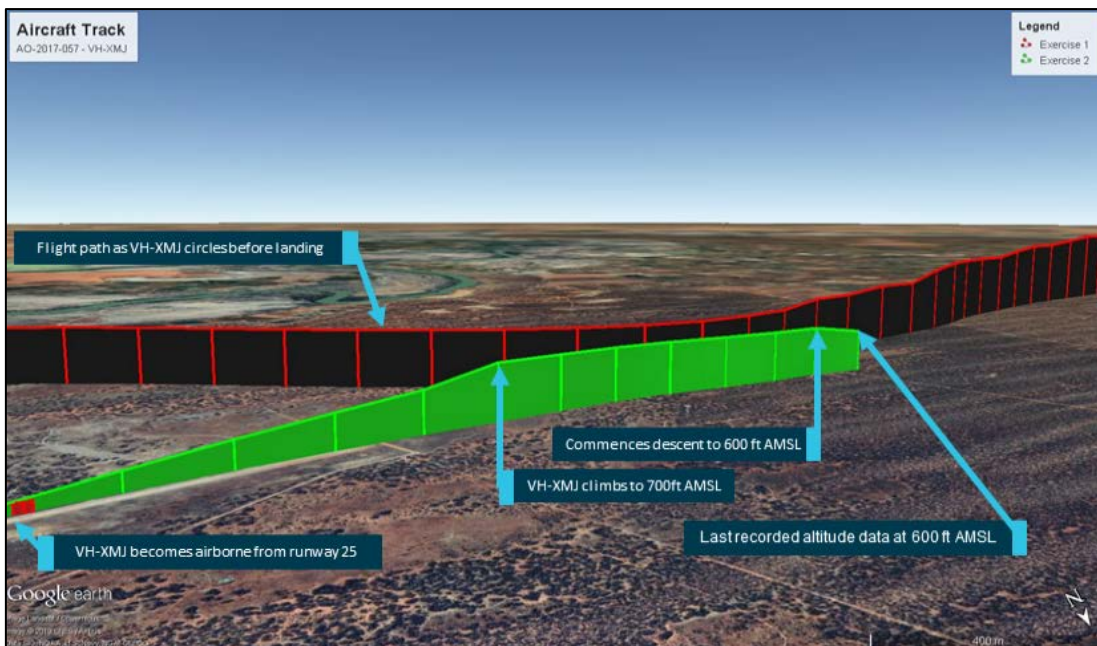 Aircraft Track
AO-2017-057 - VH-XMJ
Legend
Exercise 1
Exercise 2
Flight path as VH-XMJ circles before landing
Commences descent to 600 ft AMSL
VH-XMJ climbs to 700ft AMSL
Last recorded altitude data at 600 ft AMSL
VH-XMJ becomes airborne from runway 25
Google earth
N
400 m